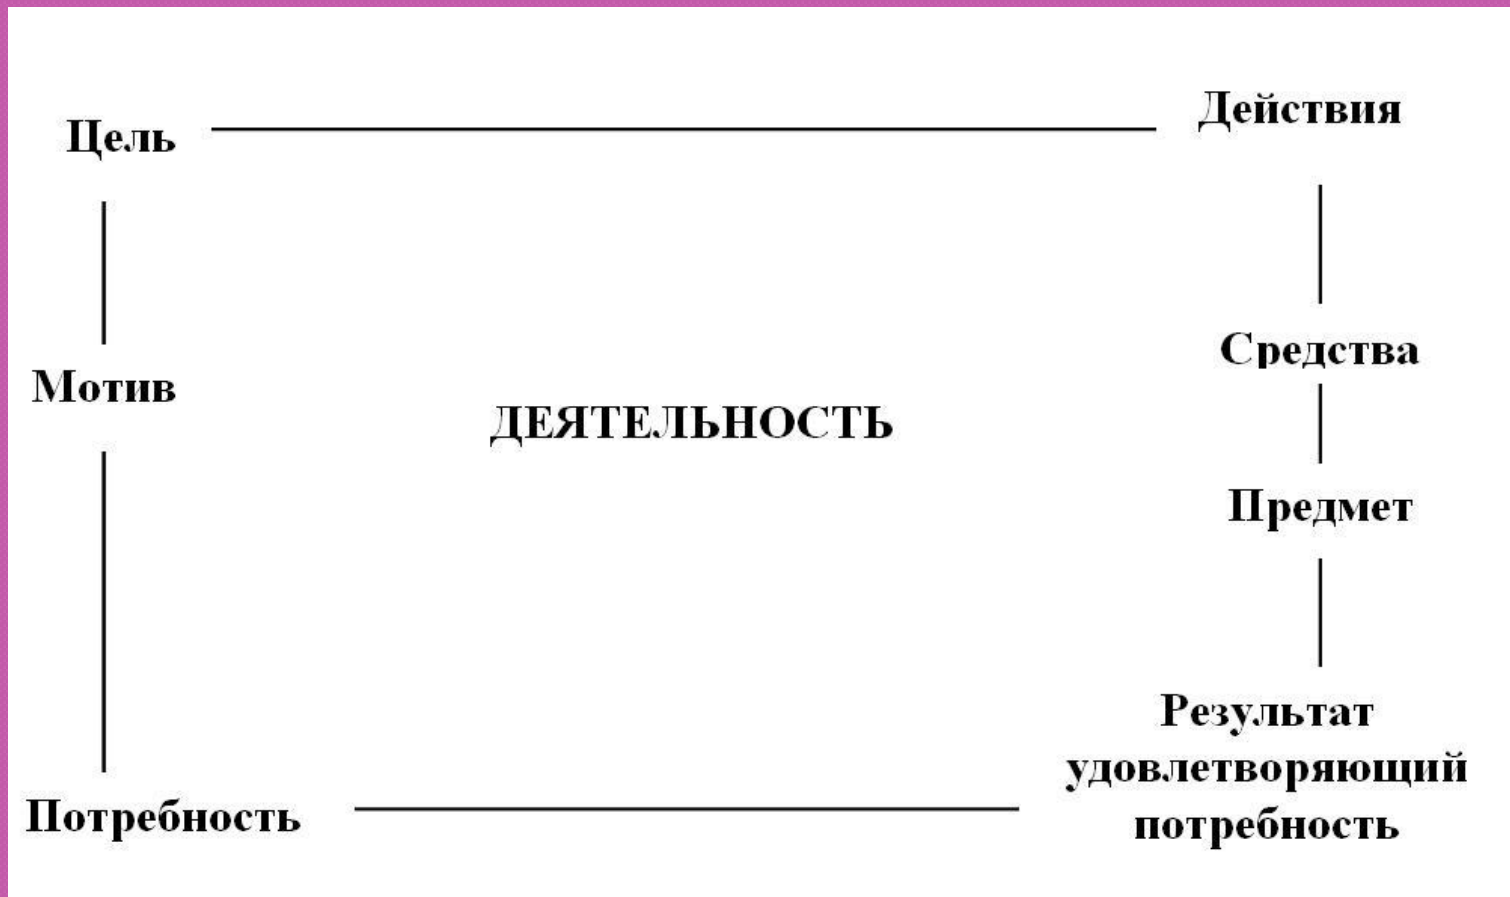 Цель
Действия
Мотив
Средства
ДЕЯТЕЛЬНОСТЬ
Предмет
Потребность
Результат
удовлетворяющий
потребность